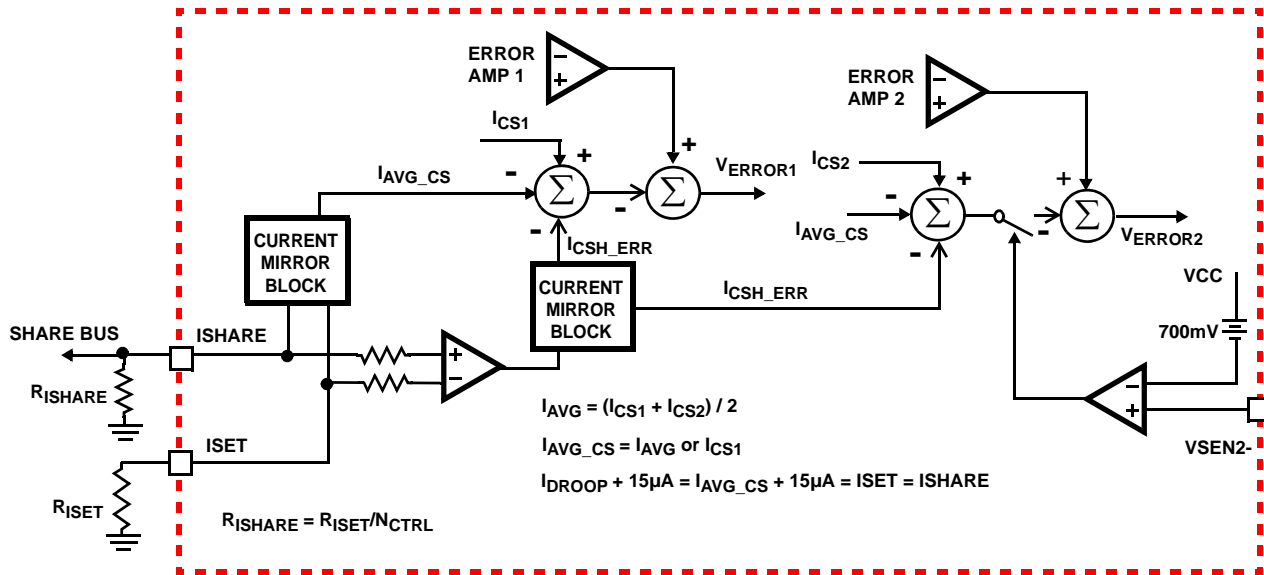 ERROR
AMP 1
- +
ERROR
AMP 2
- +
ICS1
+
+
VERROR1
IAVG_CS
-
Σ
-
Σ
-
ICSH_ERR
ICS2
+
+
-
Σ
-
Σ
IAVG_CS
-
VERROR2
CURRENT
MIRROR
BLOCK
CURRENT
MIRROR
BLOCK
ICSH_ERR
VCC
700mV
SHARE BUS
ISHARE
+
-
RISHARE
-
+
ISET
VSEN2-
RISET
IAVG = (ICS1 + ICS2) / 2
IAVG_CS = IAVG or ICS1
IDROOP + 15µA = IAVG_CS + 15µA = ISET = ISHARE
RISHARE = RISET/NCTRL